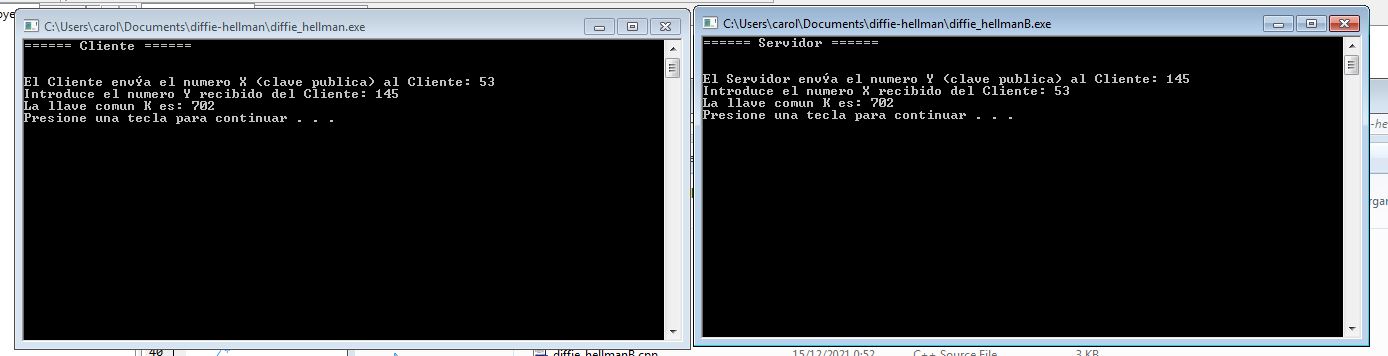 C:\Users\carol\Documents\diffie-hellman\diffie_hellman.exe
====== Cliente ======
El Cliente envÝa el numero X (clave publica) al Cliente: 53
Introduce el numero Y recibido del Cliente: 145
La llave comun K es: 702
Presione una tecla para continuar . . .
C:\Users\carol\Documents\diffie-hellman\diffie_hellmanB.exe
====== Servidor ======
El Servidor envÝa el numero Y (clave publica) al Cliente: 145
Introduce el numero X recibido del Cliente: 53
La llave comun K es: 702
Presione una tecla para continuar . . .
40 /*
diffie_hellmanB.cpp 15/12/2021 0:52 C++ Source File 3 KB